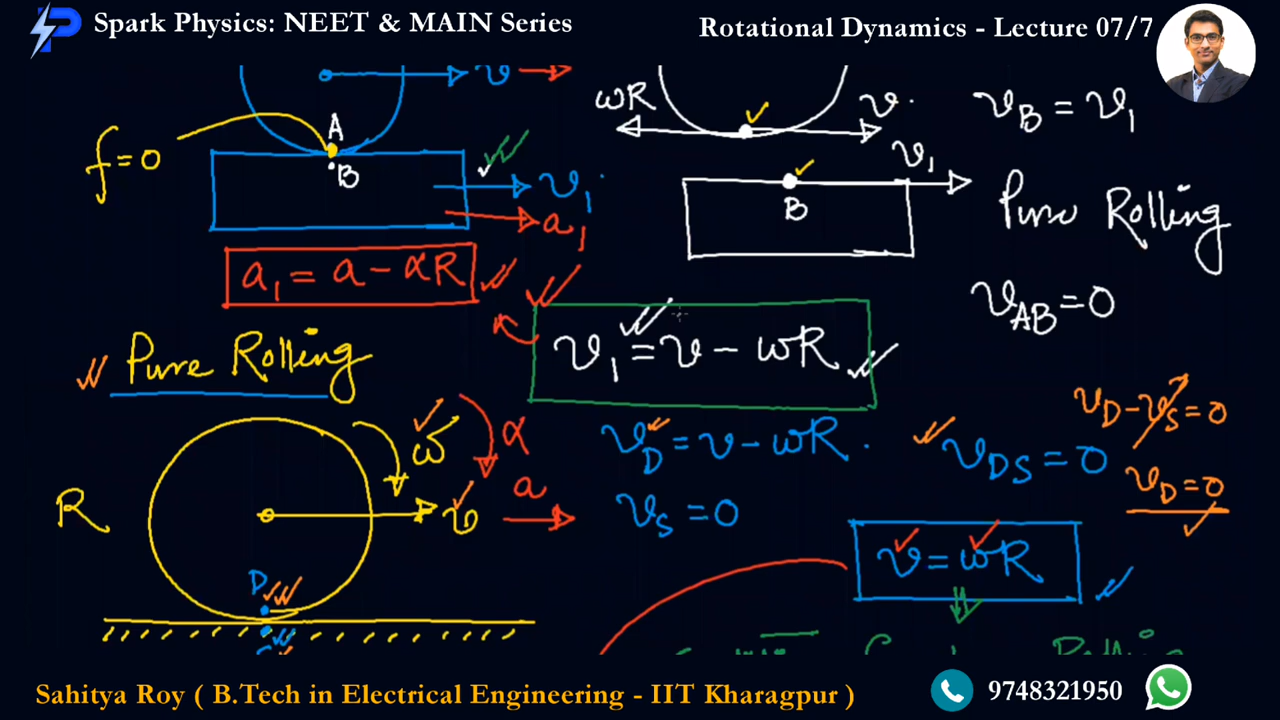 Spark Physics: NEET & MAIN Series
Rotational Dynamics - Lecture 07/7
v
ωR
v
v_B = v_1
f = 0
A
B
v_1
a_1
v_1
B
Pure Rolling
a_1 = a - αR
v_AB = 0
v_1 = v - ωR
Pure Rolling
R
ω
α
v
a
v_D = v - ωR
v_DS = 0
v_D - v_S = 0
v_D = 0
v_S = 0
v = ωR
D
Sahitya Roy ( B.Tech in Electrical Engineering - IIT Kharagpur )
9748321950